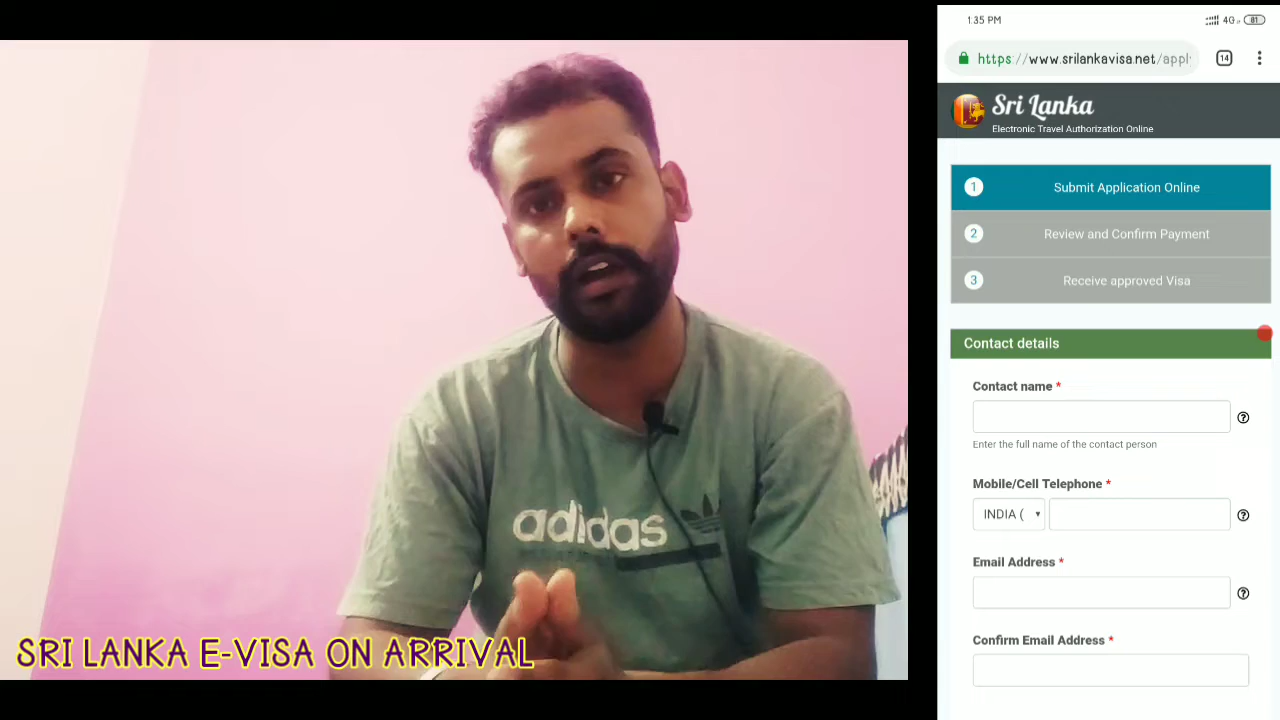 adidas
SRI LANKA E-VISA ON ARRIVAL
1.35 PM
4G
81
https://www.srilankavisa.net/appl
14
Sri Lanka
Electronic Travel Authorization Online
1 Submit Application Online
2 Review and Confirm Payment
3 Receive approved Visa
Contact details
Contact name *
Enter the full name of the contact person
Mobile/Cell Telephone *
INDIA (
Email Address *
Confirm Email Address *